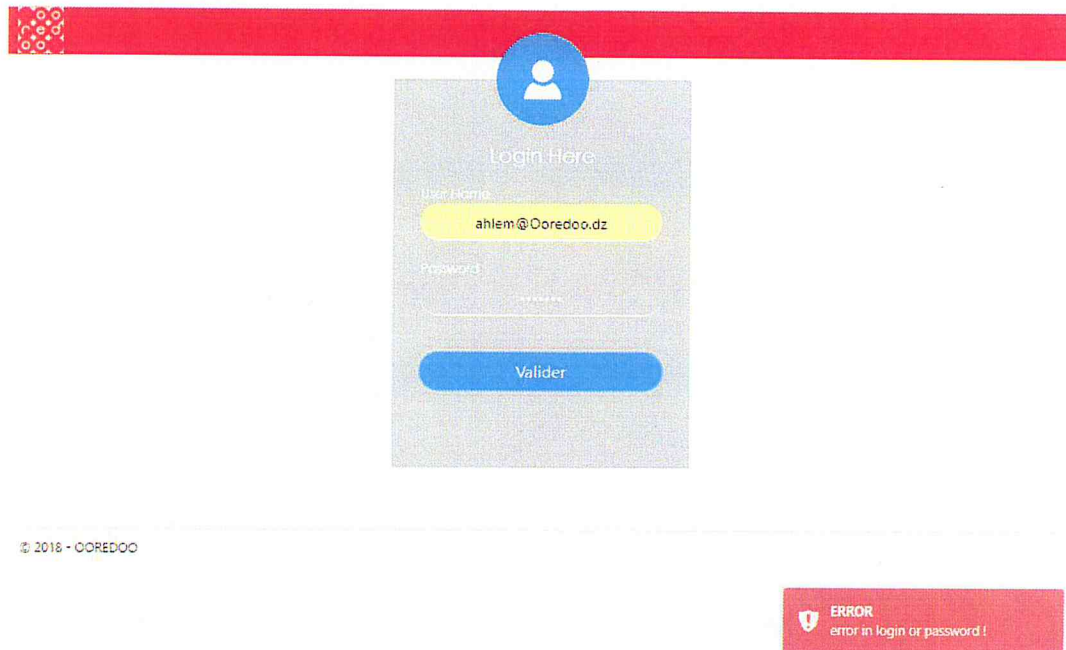 Login Here
User Name
ahlem@Ooredoo.dz
Password
Valider
© 2018 - OOREDOO
ERROR
error in login or password !